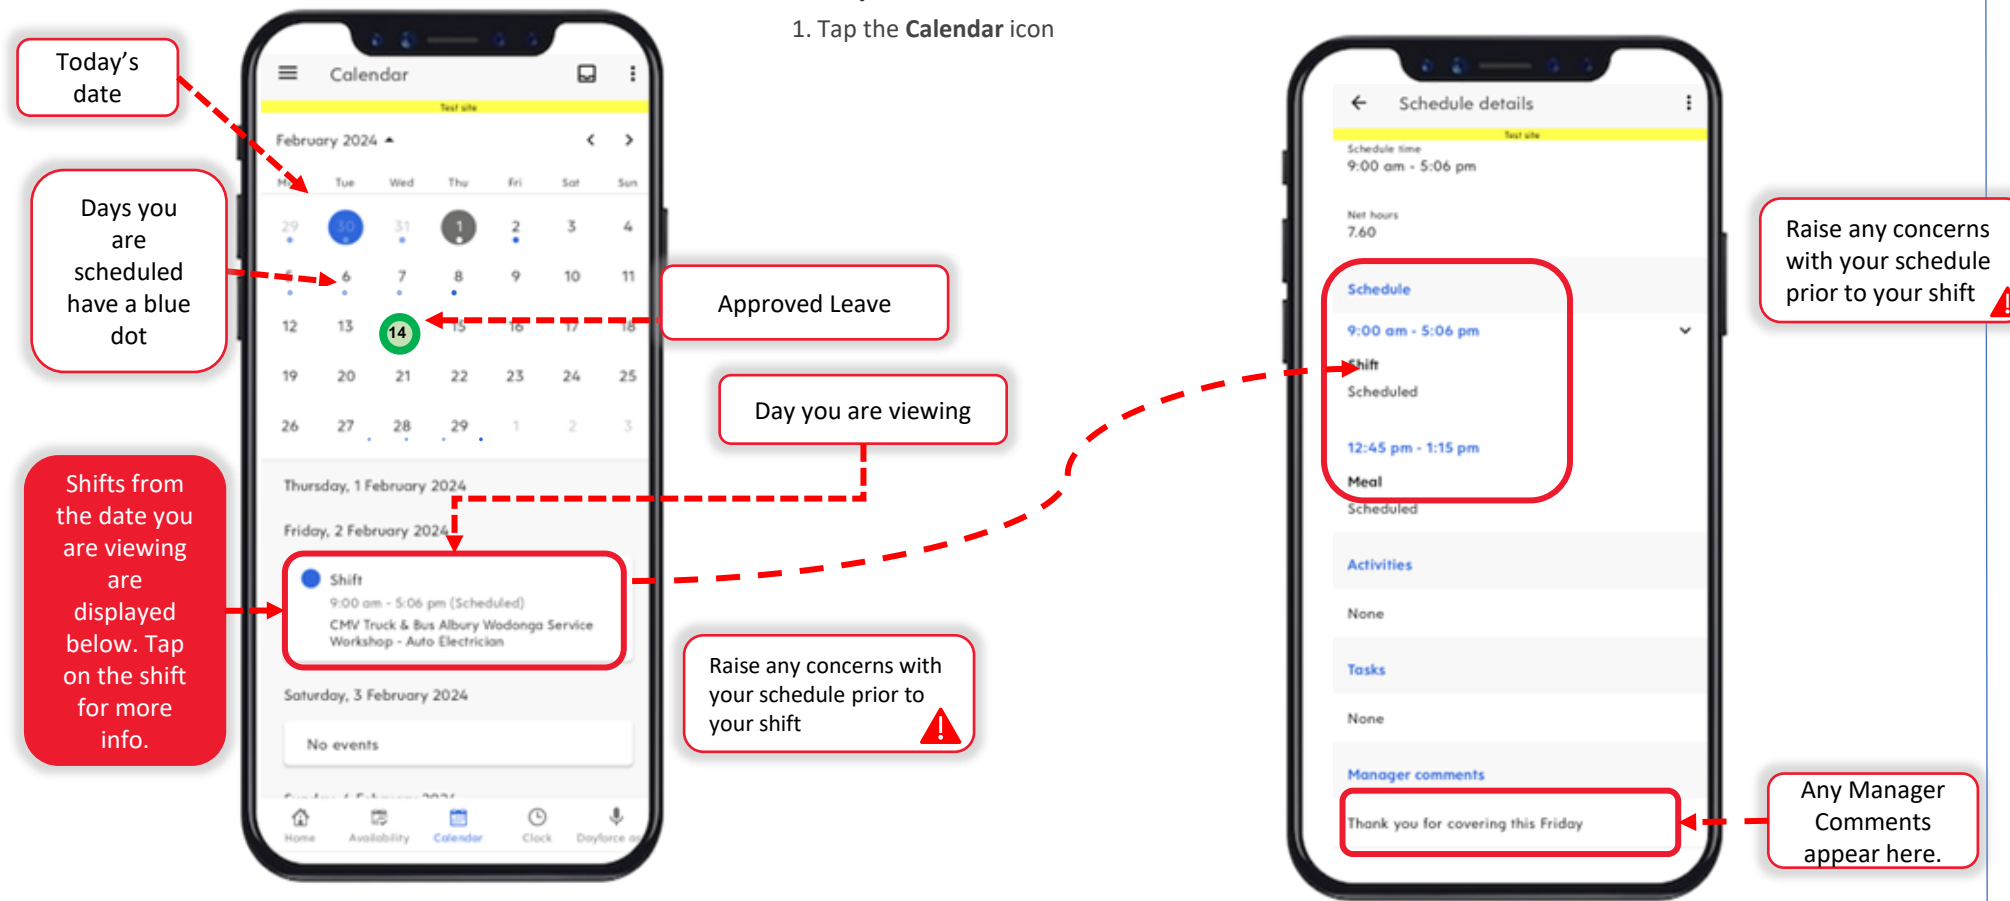 1. Tap the Calendar icon
Today's
date
Days you
are
scheduled
have a blue
dot
Shifts from
the date you
are viewing
are
displayed
below. Tap
on the shift
for more
info.
Calendar
Test site
February 2024
Tue Wed Thu Fri Sat Sun
29 30 31 1 2 3 4
5 6 7 8 9 10 11
12 13 14 15 16 17 18
19 20 21 22 23 24 25
26 27 28 29 1 2 3
Thursday, 1 February 2024
Friday, 2 February 2024
Shift
9:00 am - 5:06 pm (Scheduled)
CMV Truck & Bus Albury Wodonga Service
Workshop - Auto Electrician
Saturday, 3 February 2024
No events
Home Availability Calendar Clock Dayforce
Approved Leave
Day you are viewing
Raise any concerns with
your schedule prior to
your shift
Schedule details
Test site
Schedule time
9:00 am - 5:06 pm
Net hours
7.60
Schedule
9:00 am - 5:06 pm
Shift
Scheduled
12:45 pm - 1:15 pm
Meal
Scheduled
Activities
None
Tasks
None
Manager comments
Thank you for covering this Friday
Raise any concerns
with your schedule
prior to your shift
Any Manager
Comments
appear here.